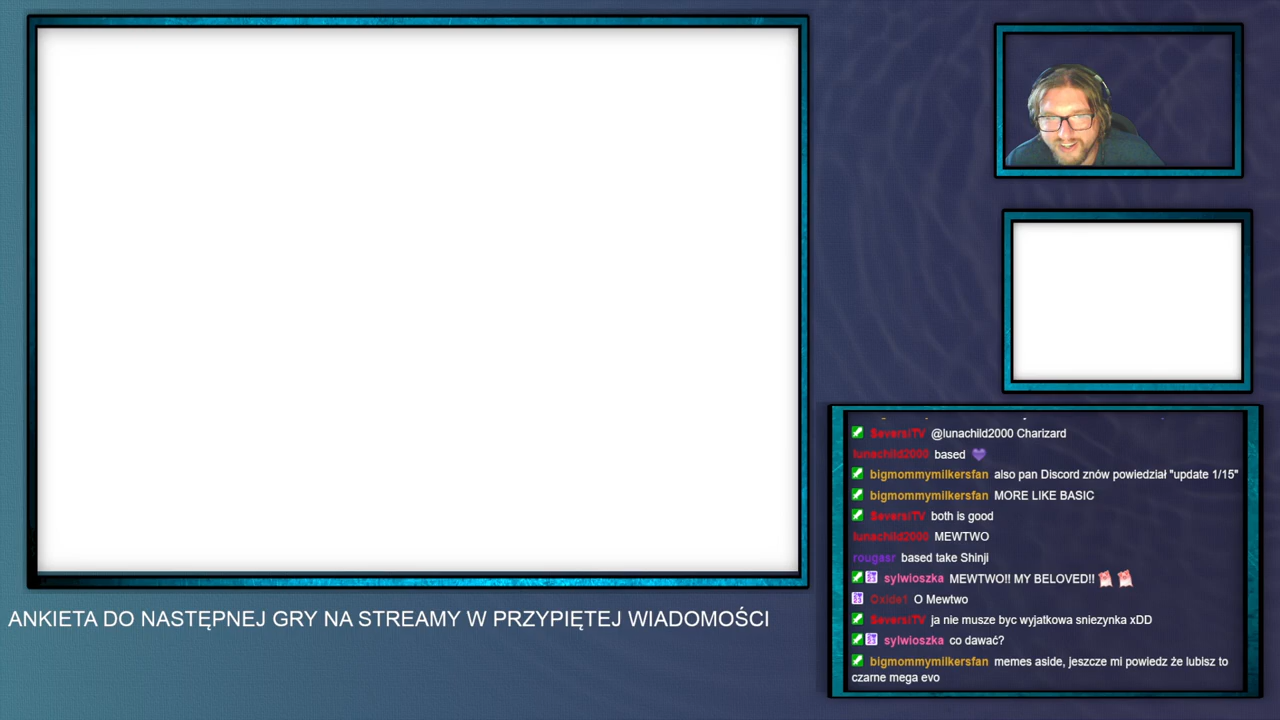 SeversiTV @lunachild2000 Charizard
lunachild2000 based
bigmommymilkersfan also pan Discord znów powiedział "update 1/15"
bigmommymilkersfan MORE LIKE BASIC
SeversiTV both is good
lunachild2000 MEWTWO
rougesr based take Shinji
sylwioszka MEWTWO!! MY BELOVED!!
Oxide1 O Mewtwo
SeversiTV ja nie musze byc wyjatkowa sniezynka xDD
sylwioszka co dawać?
bigmommymilkersfan memes aside, jeszcze mi powiedz że lubisz to
czarne mega evo
ANKIETA DO NASTĘPNEJ GRY NA STREAMY W PRZYPIĘTEJ WIADOMOŚCI